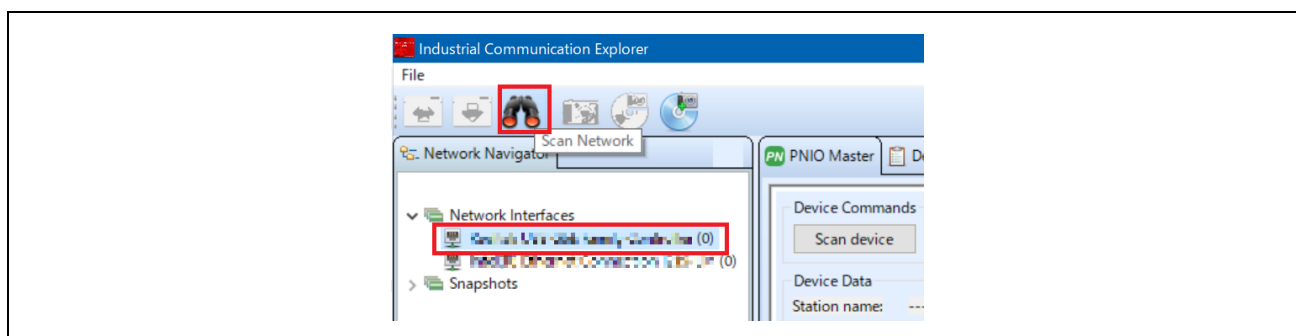 Industrial Communication Explorer
File
Scan Network
Network Navigator
PN PNIO Master
Network Interfaces
(0)
(0)
Snapshots
Device Commands
Scan device
Device Data
Station name: ---